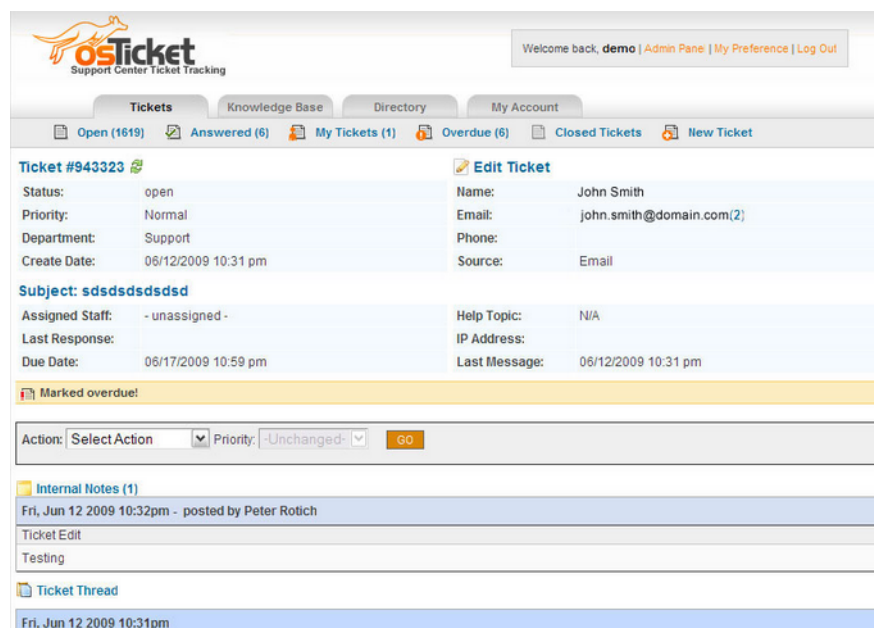 osTicket
Support Center Ticket Tracking
Welcome back, demo | Admin Panel | My Preference | Log Out
Tickets Knowledge Base Directory My Account
Open (1619) Answered (6) My Tickets (1) Overdue (6) Closed Tickets New Ticket
Ticket #943323 Edit Ticket
Status: open Name: John Smith
Priority: Normal Email: john.smith@domain.com(2)
Department: Support Phone:
Create Date: 06/12/2009 10:31 pm Source: Email
Subject: sdsdsdsdsdsd
Assigned Staff: - unassigned - Help Topic: N/A
Last Response: IP Address:
Due Date: 06/17/2009 10:59 pm Last Message: 06/12/2009 10:31 pm
Marked overdue!
Action: Select Action Priority: -Unchanged- GO
Internal Notes (1)
Fri, Jun 12 2009 10:32pm - posted by Peter Rotich
Ticket Edit
Testing
Ticket Thread
Fri, Jun 12 2009 10:31pm